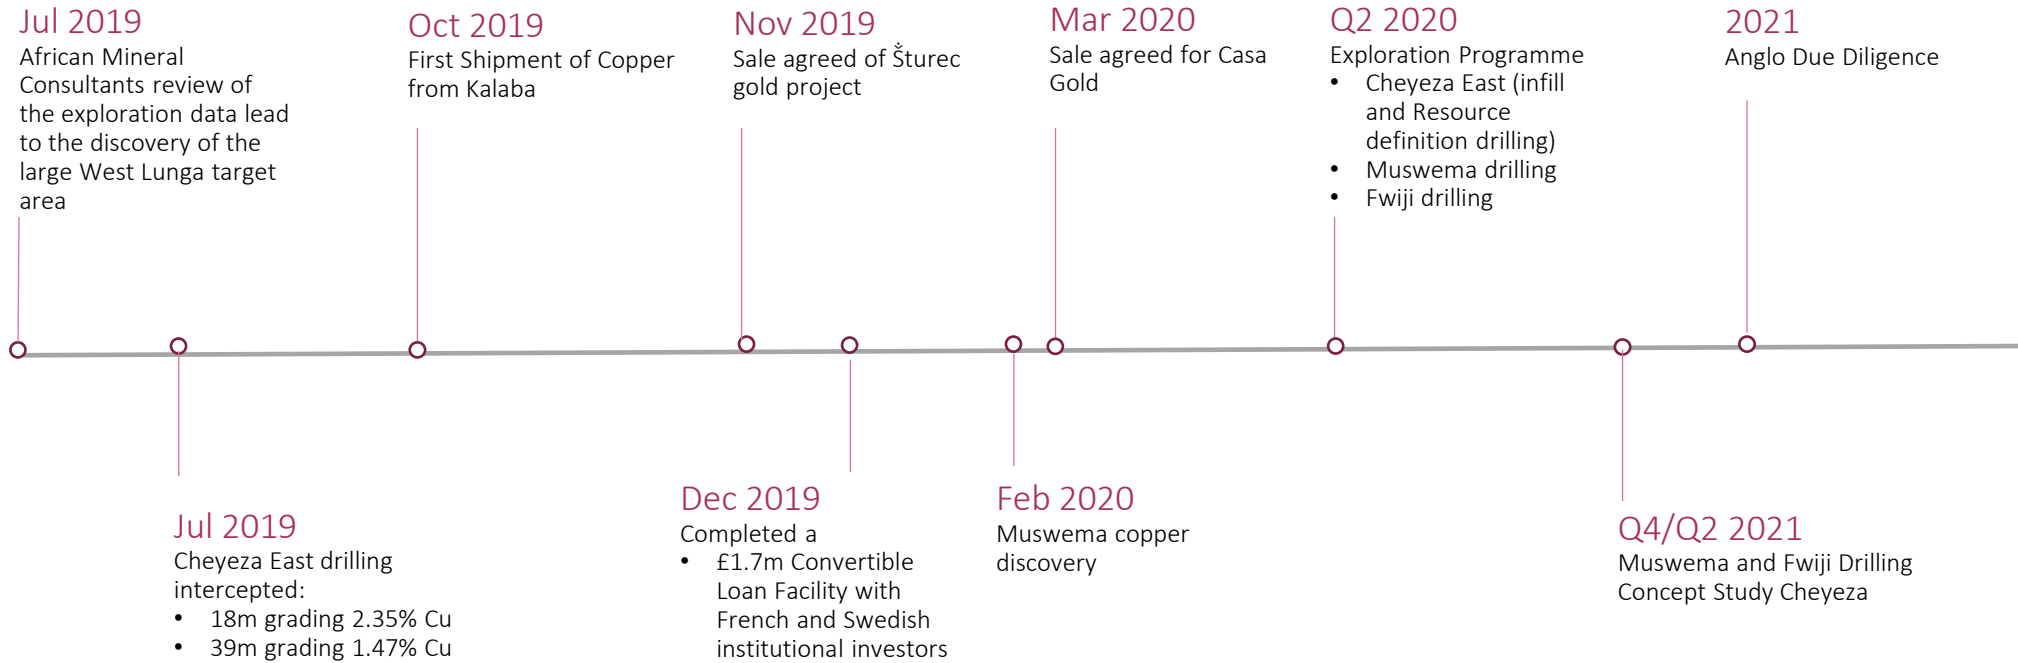 Jul 2019
African Mineral
Consultants review of
the exploration data lead
to the discovery of the
large West Lunga target
area
Oct 2019
First Shipment of Copper
from Kalaba
Nov 2019
Sale agreed of Šturec
gold project
Mar 2020
Sale agreed for Casa
Gold
Q2 2020
Exploration Programme
• Cheyeza East (infill
and Resource
definition drilling)
• Muswema drilling
• Fwiji drilling
2021
Anglo Due Diligence
Jul 2019
Cheyeza East drilling
intercepted:
• 18m grading 2.35% Cu
• 39m grading 1.47% Cu
Dec 2019
Completed a
• £1.7m Convertible
Loan Facility with
French and Swedish
institutional investors
Feb 2020
Muswema copper
discovery
Q4/Q2 2021
Muswema and Fwiji Drilling
Concept Study Cheyeza